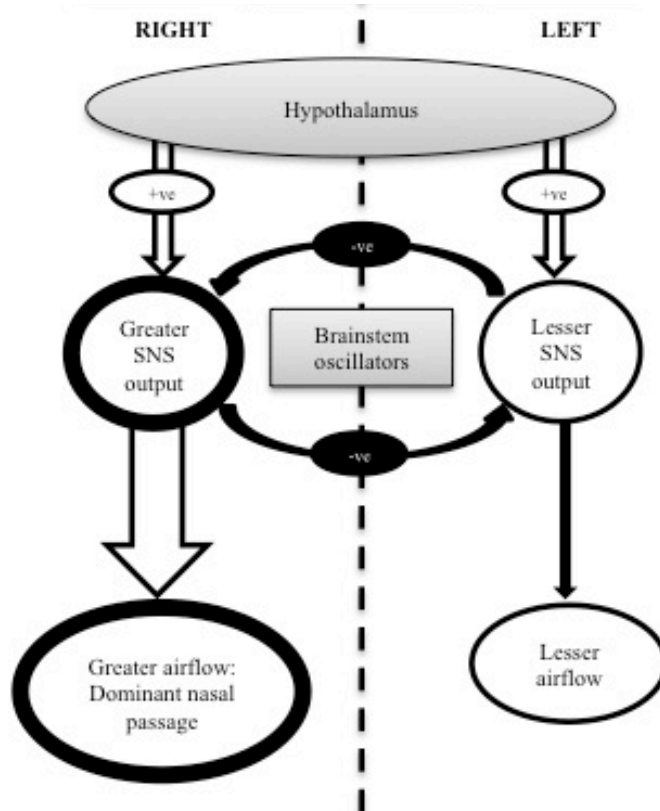 RIGHT
LEFT
Hypothalamus
+ve
+ve
-ve
Greater
SNS
output
Brainstem
oscillators
Lesser
SNS
output
-ve
Greater airflow:
Dominant nasal
passage
Lesser
airflow